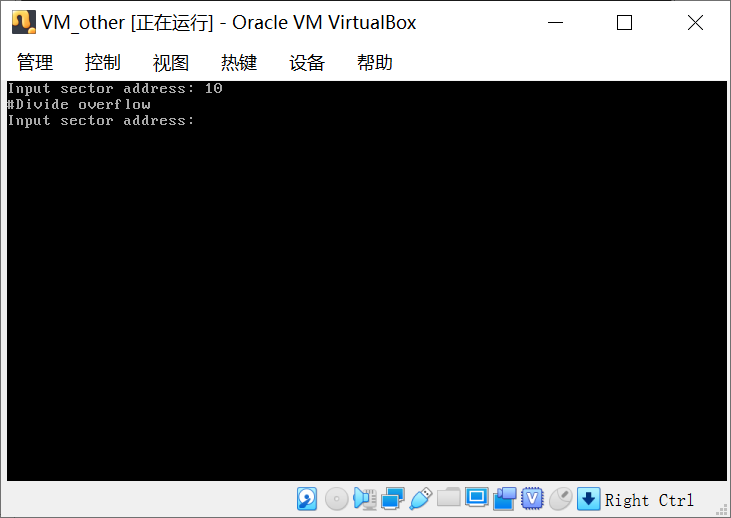 VM_other [正在运行] - Oracle VM VirtualBox
管理 控制 视图 热键 设备 帮助
Input sector address: 10
#Divide overflow
Input sector address:
Right Ctrl